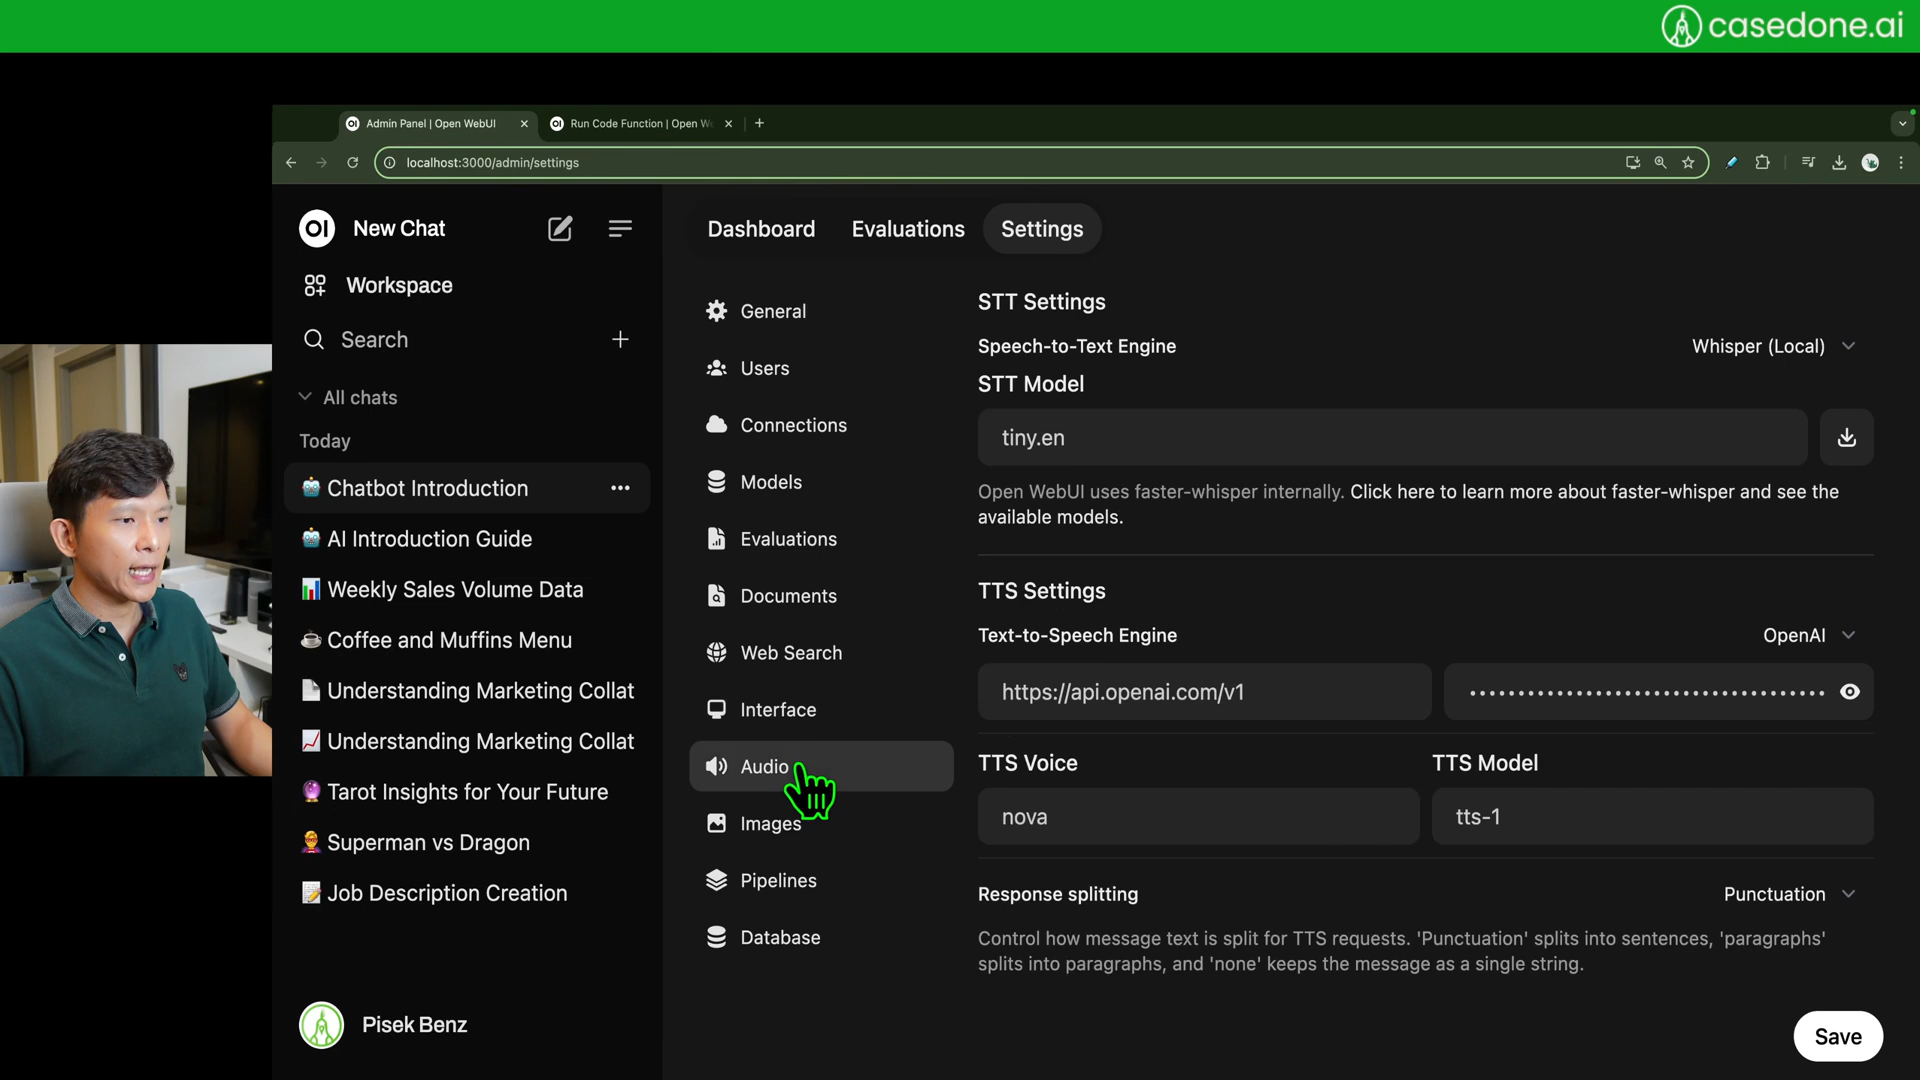 casedone.ai
Admin Panel | Open WebUI
Run Code Function | Open W
localhost:3000/admin/settings
OI New Chat
Workspace
Search
All chats
Today
Chatbot Introduction
AI Introduction Guide
Weekly Sales Volume Data
Coffee and Muffins Menu
Understanding Marketing Collat
Understanding Marketing Collat
Tarot Insights for Your Future
Superman vs Dragon
Job Description Creation
Pisek Benz
Dashboard Evaluations Settings
General
Users
Connections
Models
Evaluations
Documents
Web Search
Interface
Audio
Images
Pipelines
Database
STT Settings
Speech-to-Text Engine Whisper (Local)
STT Model
tiny.en
Open WebUI uses faster-whisper internally. Click here to learn more about faster-whisper and see the
available models.
TTS Settings
Text-to-Speech Engine OpenAI
https://api.openai.com/v1
TTS Voice TTS Model
nova tts-1
Response splitting Punctuation
Control how message text is split for TTS requests. 'Punctuation' splits into sentences, 'paragraphs'
splits into paragraphs, and 'none' keeps the message as a single string.
Save